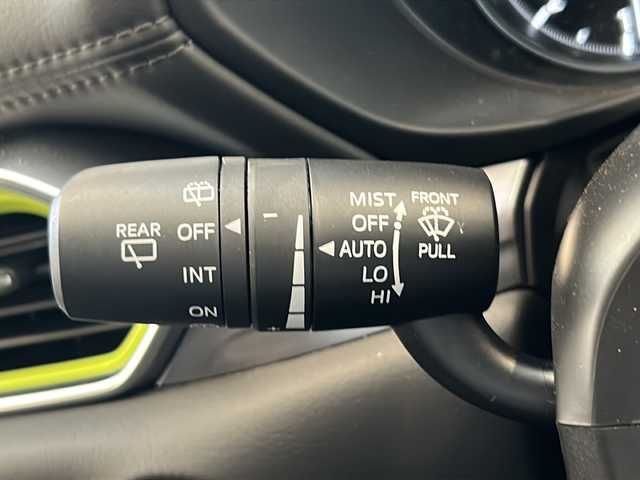 REAR
OFF
INT
ON
−
+
MIST
OFF
AUTO
LO
HI
FRONT
PULL